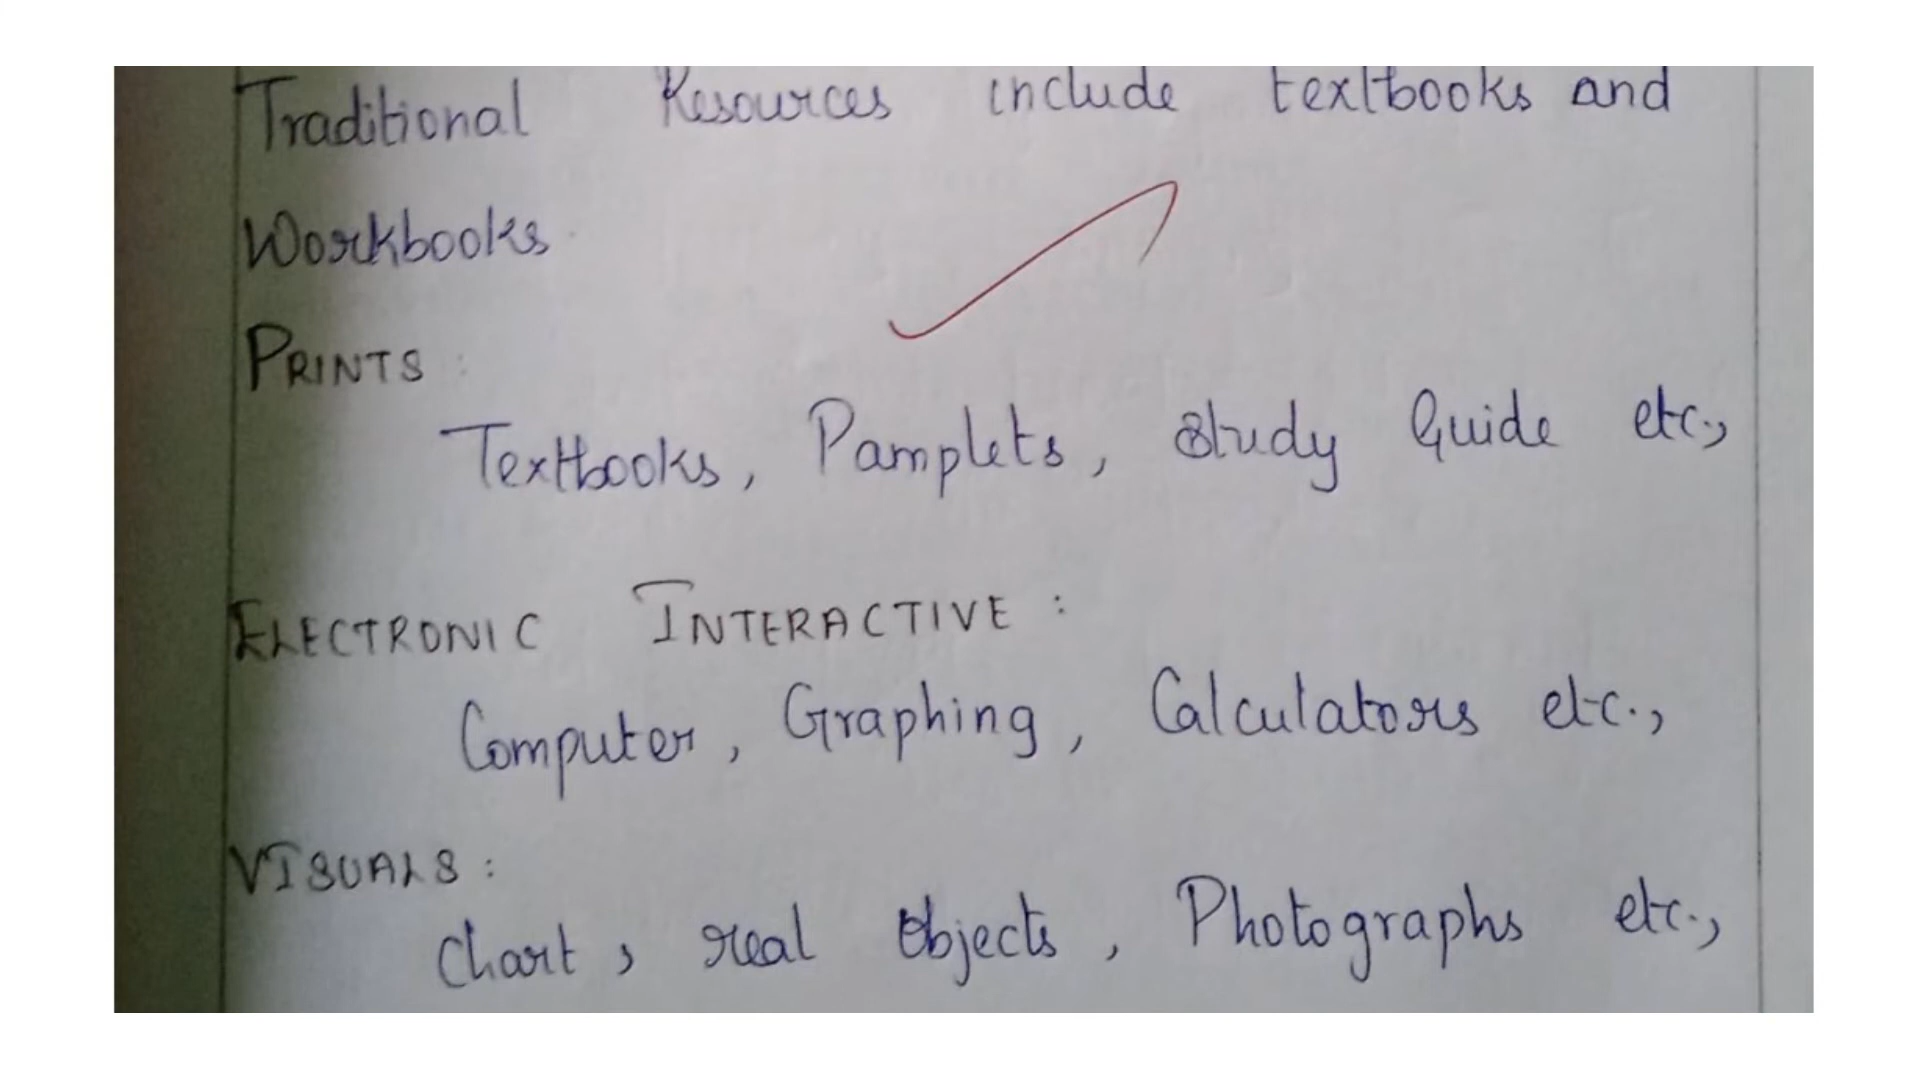 Traditional Resources include textbooks and
Workbooks
PRINTS :
Textbooks, Pamplets, Study Guide etc.,
ELECTRONIC INTERACTIVE :
Computer, Graphing, Calculators etc.,
VISUALS :
Chart, real Objects, Photographs etc.,